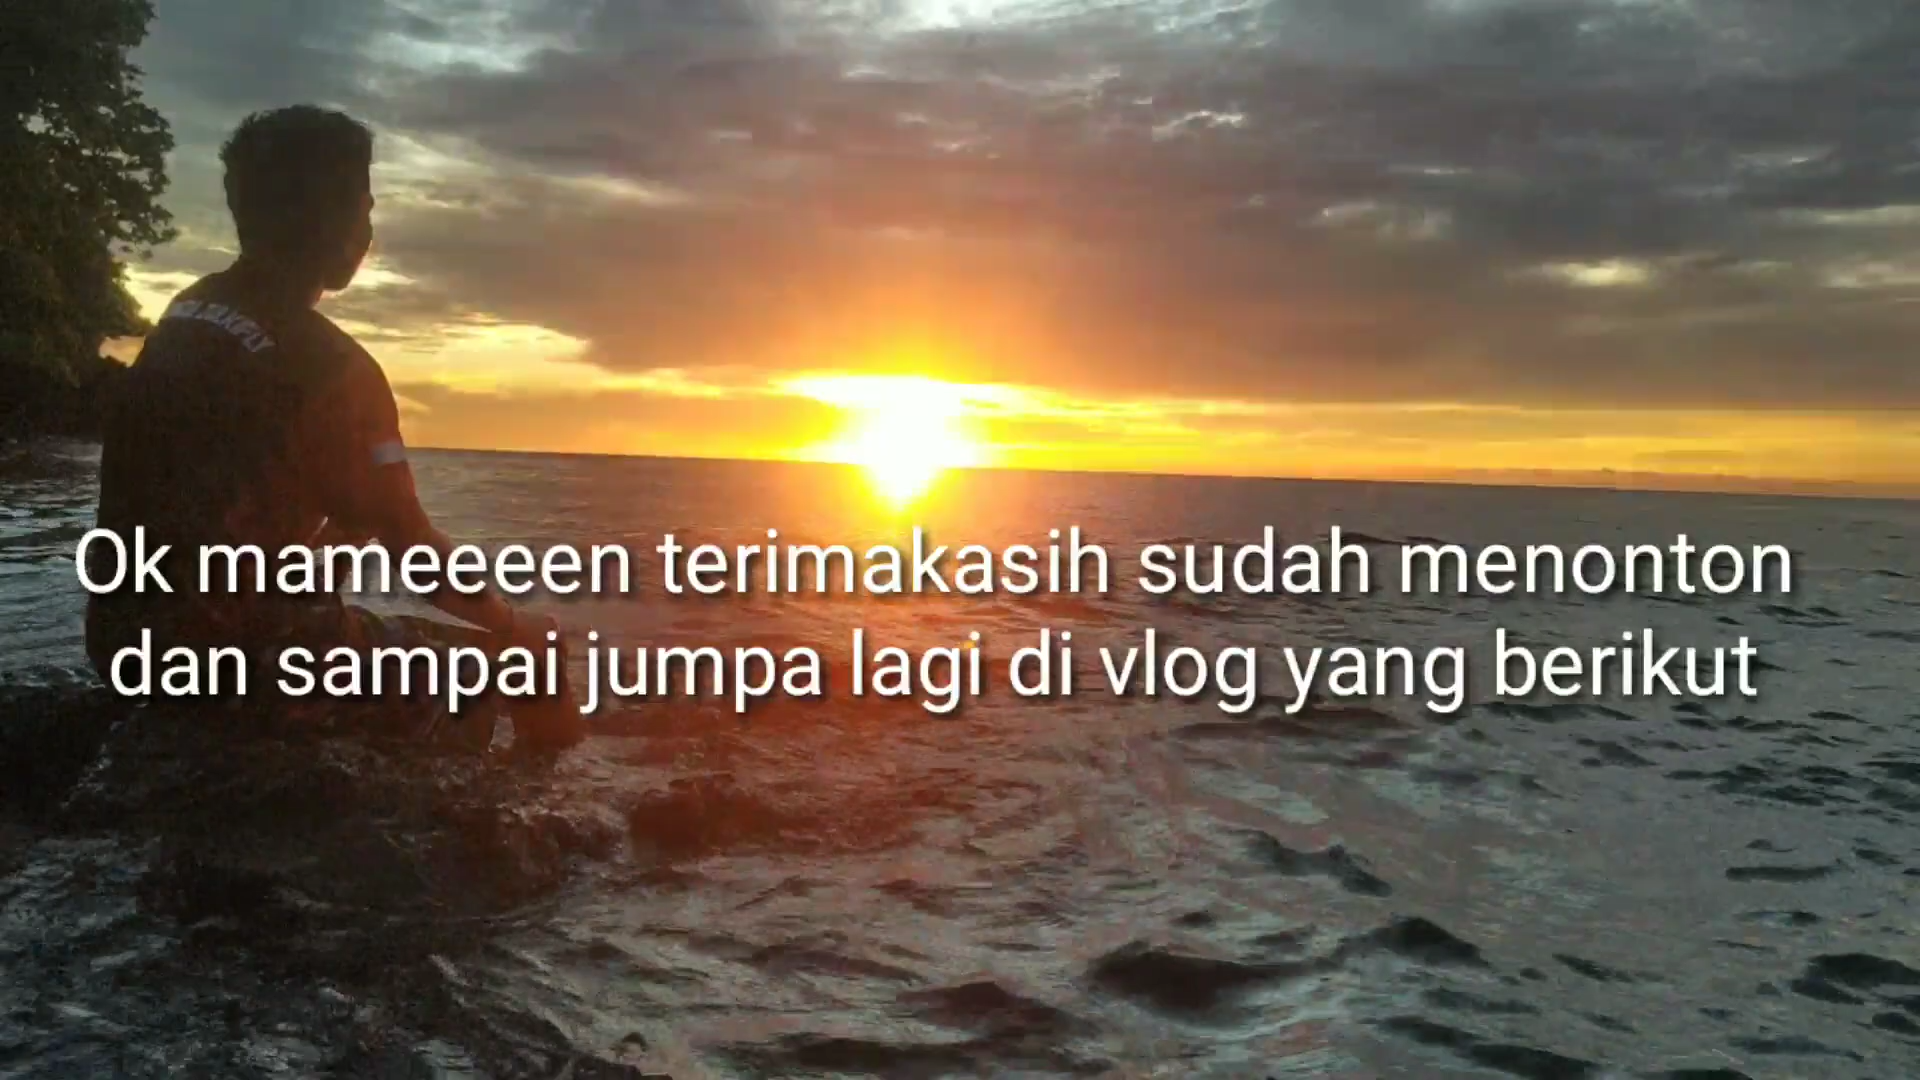 Ok mameeeen terimakasih sudah menonton
dan sampai jumpa lagi di vlog yang berikut